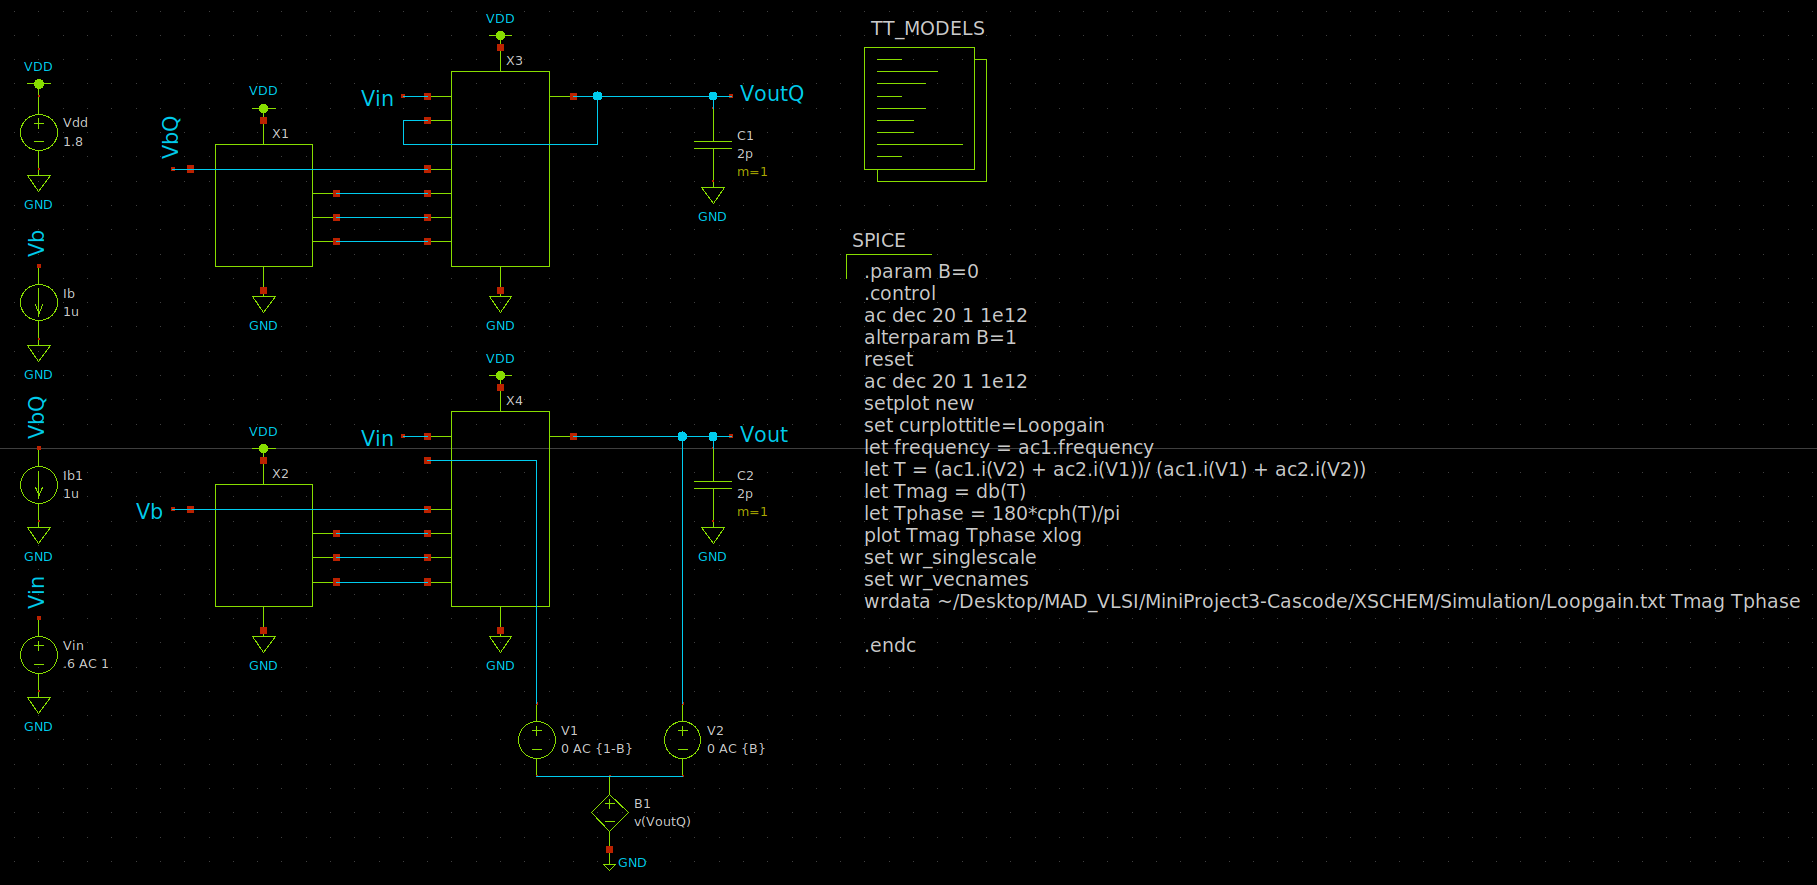 VDD
Vdd
1.8
GND
Vb
Ib
1u
GND
VbQ
Ib1
1u
GND
Vin
Vin
.6 AC 1
GND
VbQ
VDD
X1
GND
VDD
X3
Vin
GND
VoutQ
C1
2p
m=1
GND
Vb
VDD
X2
GND
VDD
X4
Vin
GND
Vout
C2
2p
m=1
GND
V1
0 AC {1-B}
V2
0 AC {B}
B1
v(VoutQ)
GND
TT_MODELS
SPICE
.param B=0
.control
ac dec 20 1 1e12
alterparam B=1
reset
ac dec 20 1 1e12
setplot new
set curplottitle=Loopgain
let frequency = ac1.frequency
let T = (ac1.i(V2) + ac2.i(V1))/ (ac1.i(V1) + ac2.i(V2))
let Tmag = db(T)
let Tphase = 180*cph(T)/pi
plot Tmag Tphase xlog
set wr_singlescale
set wr_vecnames
wrdata ~/Desktop/MAD_VLSI/MiniProject3-Cascode/XSCHEM/Simulation/Loopgain.txt Tmag Tphase
.endc